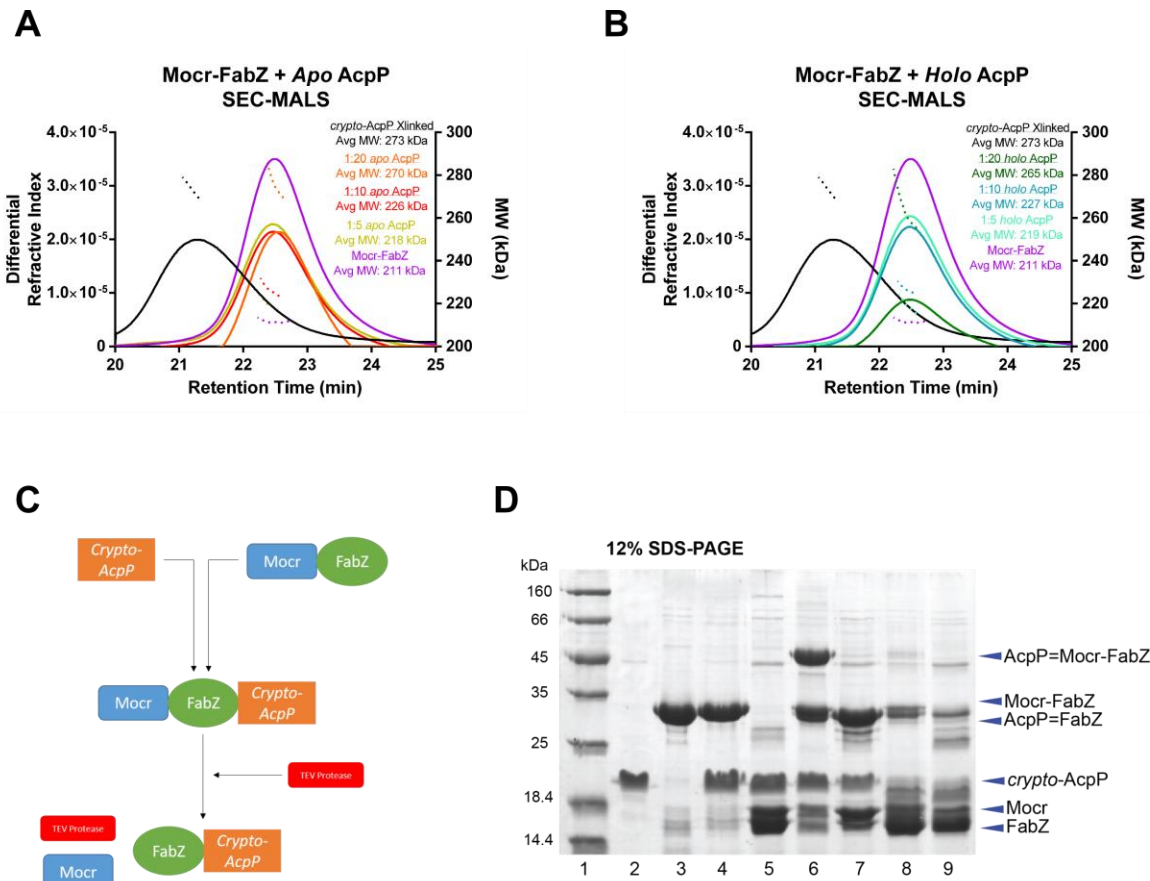 A
Mocr-FabZ + Apo AcpP
SEC-MALS
crypto-AcpP Xlinked
Avg MW: 273 kDa
1:20 apo AcpP
Avg MW: 270 kDa
1:10 apo AcpP
Avg MW: 226 kDa
1:5 apo AcpP
Avg MW: 218 kDa
Mocr-FabZ
Avg MW: 211 kDa
4.0×10⁻⁵
3.0×10⁻⁵
2.0×10⁻⁵
1.0×10⁻⁵
0
Differential
Refractive Index
300
280
260
240
220
200
MW (kDa)
20 21 22 23 24 25
Retention Time (min)
B
Mocr-FabZ + Holo AcpP
SEC-MALS
crypto-AcpP Xlinked
Avg MW: 273 kDa
1:20 holo AcpP
Avg MW: 265 kDa
1:10 holo AcpP
Avg MW: 227 kDa
1:5 holo AcpP
Avg MW: 219 kDa
Mocr-FabZ
Avg MW: 211 kDa
4.0×10⁻⁵
3.0×10⁻⁵
2.0×10⁻⁵
1.0×10⁻⁵
0
Differential
Refractive Index
300
280
260
240
220
200
MW (kDa)
20 21 22 23 24 25
Retention Time (min)
C
Crypto-
AcpP
Mocr
FabZ
Mocr
FabZ
Crypto-
AcpP
TEV Protease
TEV Protease
Mocr
FabZ
Crypto-
AcpP
D
12% SDS-PAGE
kDa
160
66
45
35
25
18.4
14.4
AcpP=Mocr-FabZ
Mocr-FabZ
AcpP=FabZ
crypto-AcpP
Mocr
FabZ
1 2 3 4 5 6 7 8 9